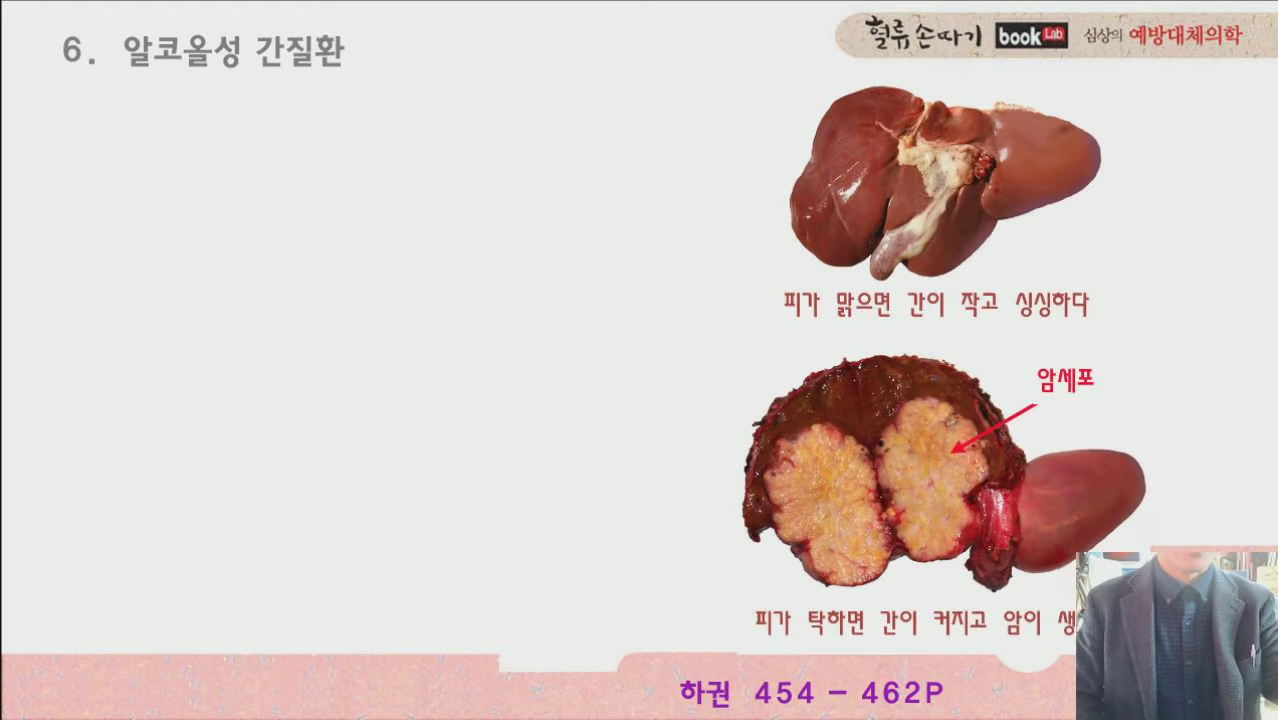 6. 알코올성 간질환
혈류 손따기 book Lab 심상의 예방대체의학
피가 맑으면 간이 작고 싱싱하다
암세포
피가 탁하면 간이 커지고 암이 생
하권 454 - 462P